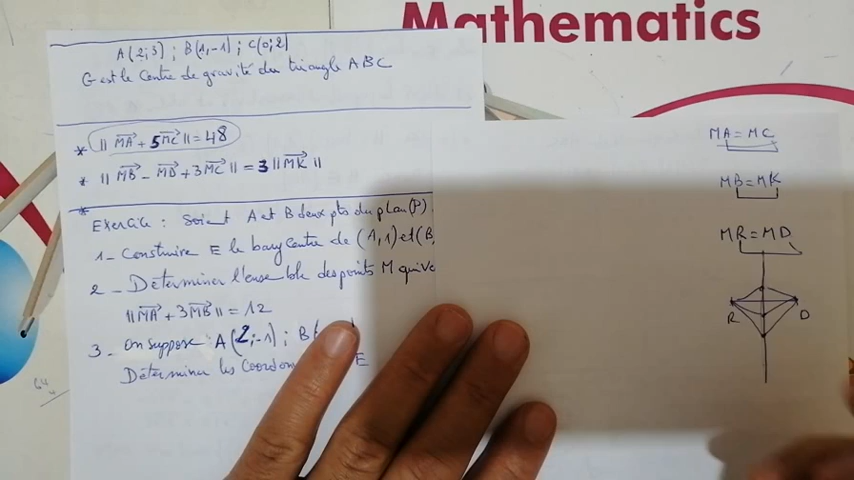 Mathematics
A(2;3) ; B(1,-1) ; C(0;2)
G est le Centre de gravité du triangle ABC
* ||MA→ + 5MC→|| = 48
* ||MB→ - MD→ + 3MC→|| = 3||MK→||
*
Exercice : Soient A et B deux pts du plan(P)
1- Construire E le barycentre de (A,1) et (B,
2 - Déterminer l'ensemble des points M qui
||MA→ + 3MB→|| = 12
3 - on suppose : A(2;-1) ; B(
Déterminer les Coordon E
MA = MC
MB = MK
MR = MD
R D